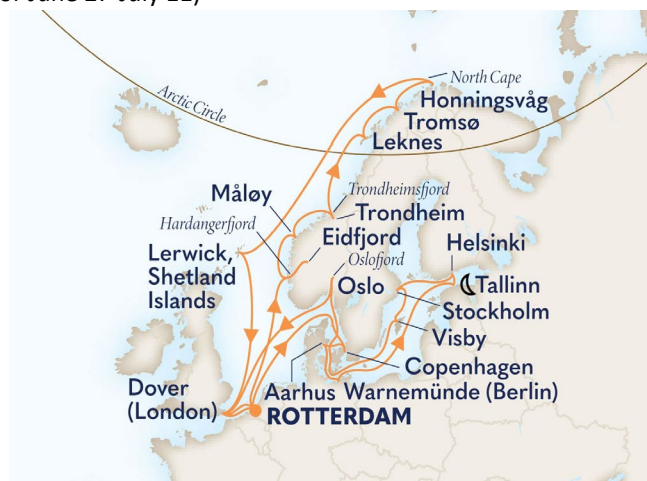 North Cape
Arctic Circle
Honningsvåg
Tromsø
Leknes
Måløy
Trondheimsfjord
Hardangerfjord
Trondheim
Eidfjord
Helsinki
Lerwick,
Shetland
Islands
Oslofjord
Oslo
Tallinn
Stockholm
Visby
Copenhagen
Dover
(London)
Aarhus
Warnemünde (Berlin)
ROTTERDAM